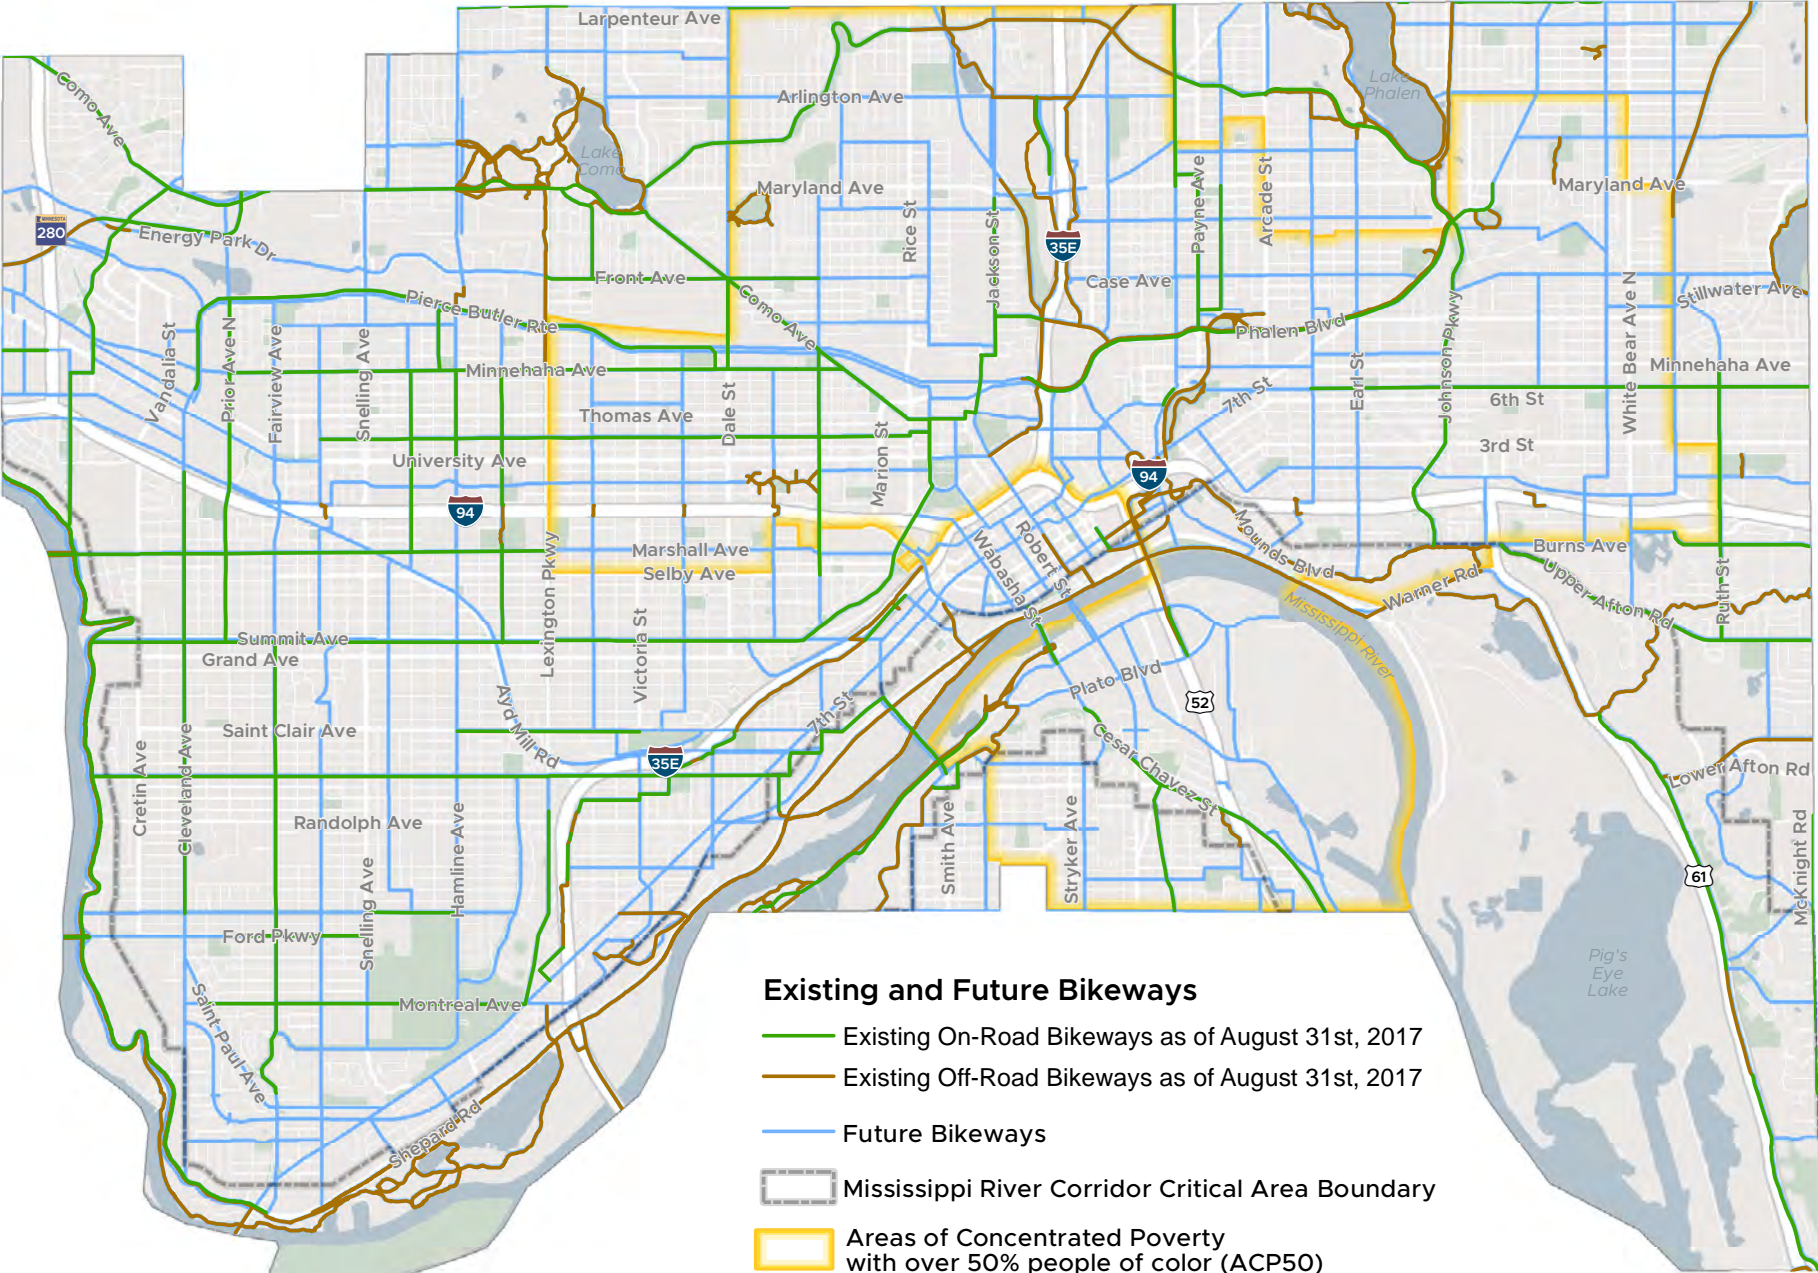 Larpenteur Ave
Como Ave
Arlington Ave
Lake
Phalen
Lake
Como
Maryland Ave
Maryland Ave
Payne Ave
Arcade St
Rice St
Jackson St
MINNESOTA
280
Energy Park Dr
35E
Front Ave
Case Ave
Stillwater Ave
Pierce Butler Rte
Como Ave
Phalen Blvd
Johnson Pkwy
White Bear Ave N
Vandalia St
Prior Ave N
Fairview Ave
Snelling Ave
Minnehaha Ave
Minnehaha Ave
Earl St
Thomas Ave
Dale St
7th St
6th St
Marion St
3rd St
University Ave
94
94
Lexington Pkwy
Marshall Ave
Selby Ave
Wabasha St
Robert St
Mounds Blvd
Warner Rd
Burns Ave
Upper Afton Rd
Ruth St
Mississippi River
Summit Ave
Grand Ave
Victoria St
Plato Blvd
Ayd Mill Rd
52
Saint Clair Ave
7th St
Cesar Chavez St
35E
Lower Afton Rd
Cretin Ave
Cleveland Ave
Randolph Ave
Hamline Ave
Snelling Ave
Smith Ave
Stryker Ave
61
McKnight Rd
Ford Pkwy
Pig's
Eye
Lake
Montreal Ave
Saint Paul Ave
Shepard Rd
Existing and Future Bikeways
Existing On-Road Bikeways as of August 31st, 2017
Existing Off-Road Bikeways as of August 31st, 2017
Future Bikeways
Mississippi River Corridor Critical Area Boundary
Areas of Concentrated Poverty
with over 50% people of color (ACP50)